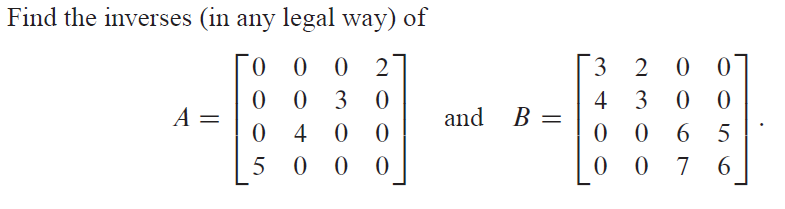 Find the inverses (in any legal way) of
A = [0 0 0 2; 0 0 3 0; 0 4 0 0; 5 0 0 0] and B = [3 2 0 0; 4 3 0 0; 0 0 6 5; 0 0 7 6].